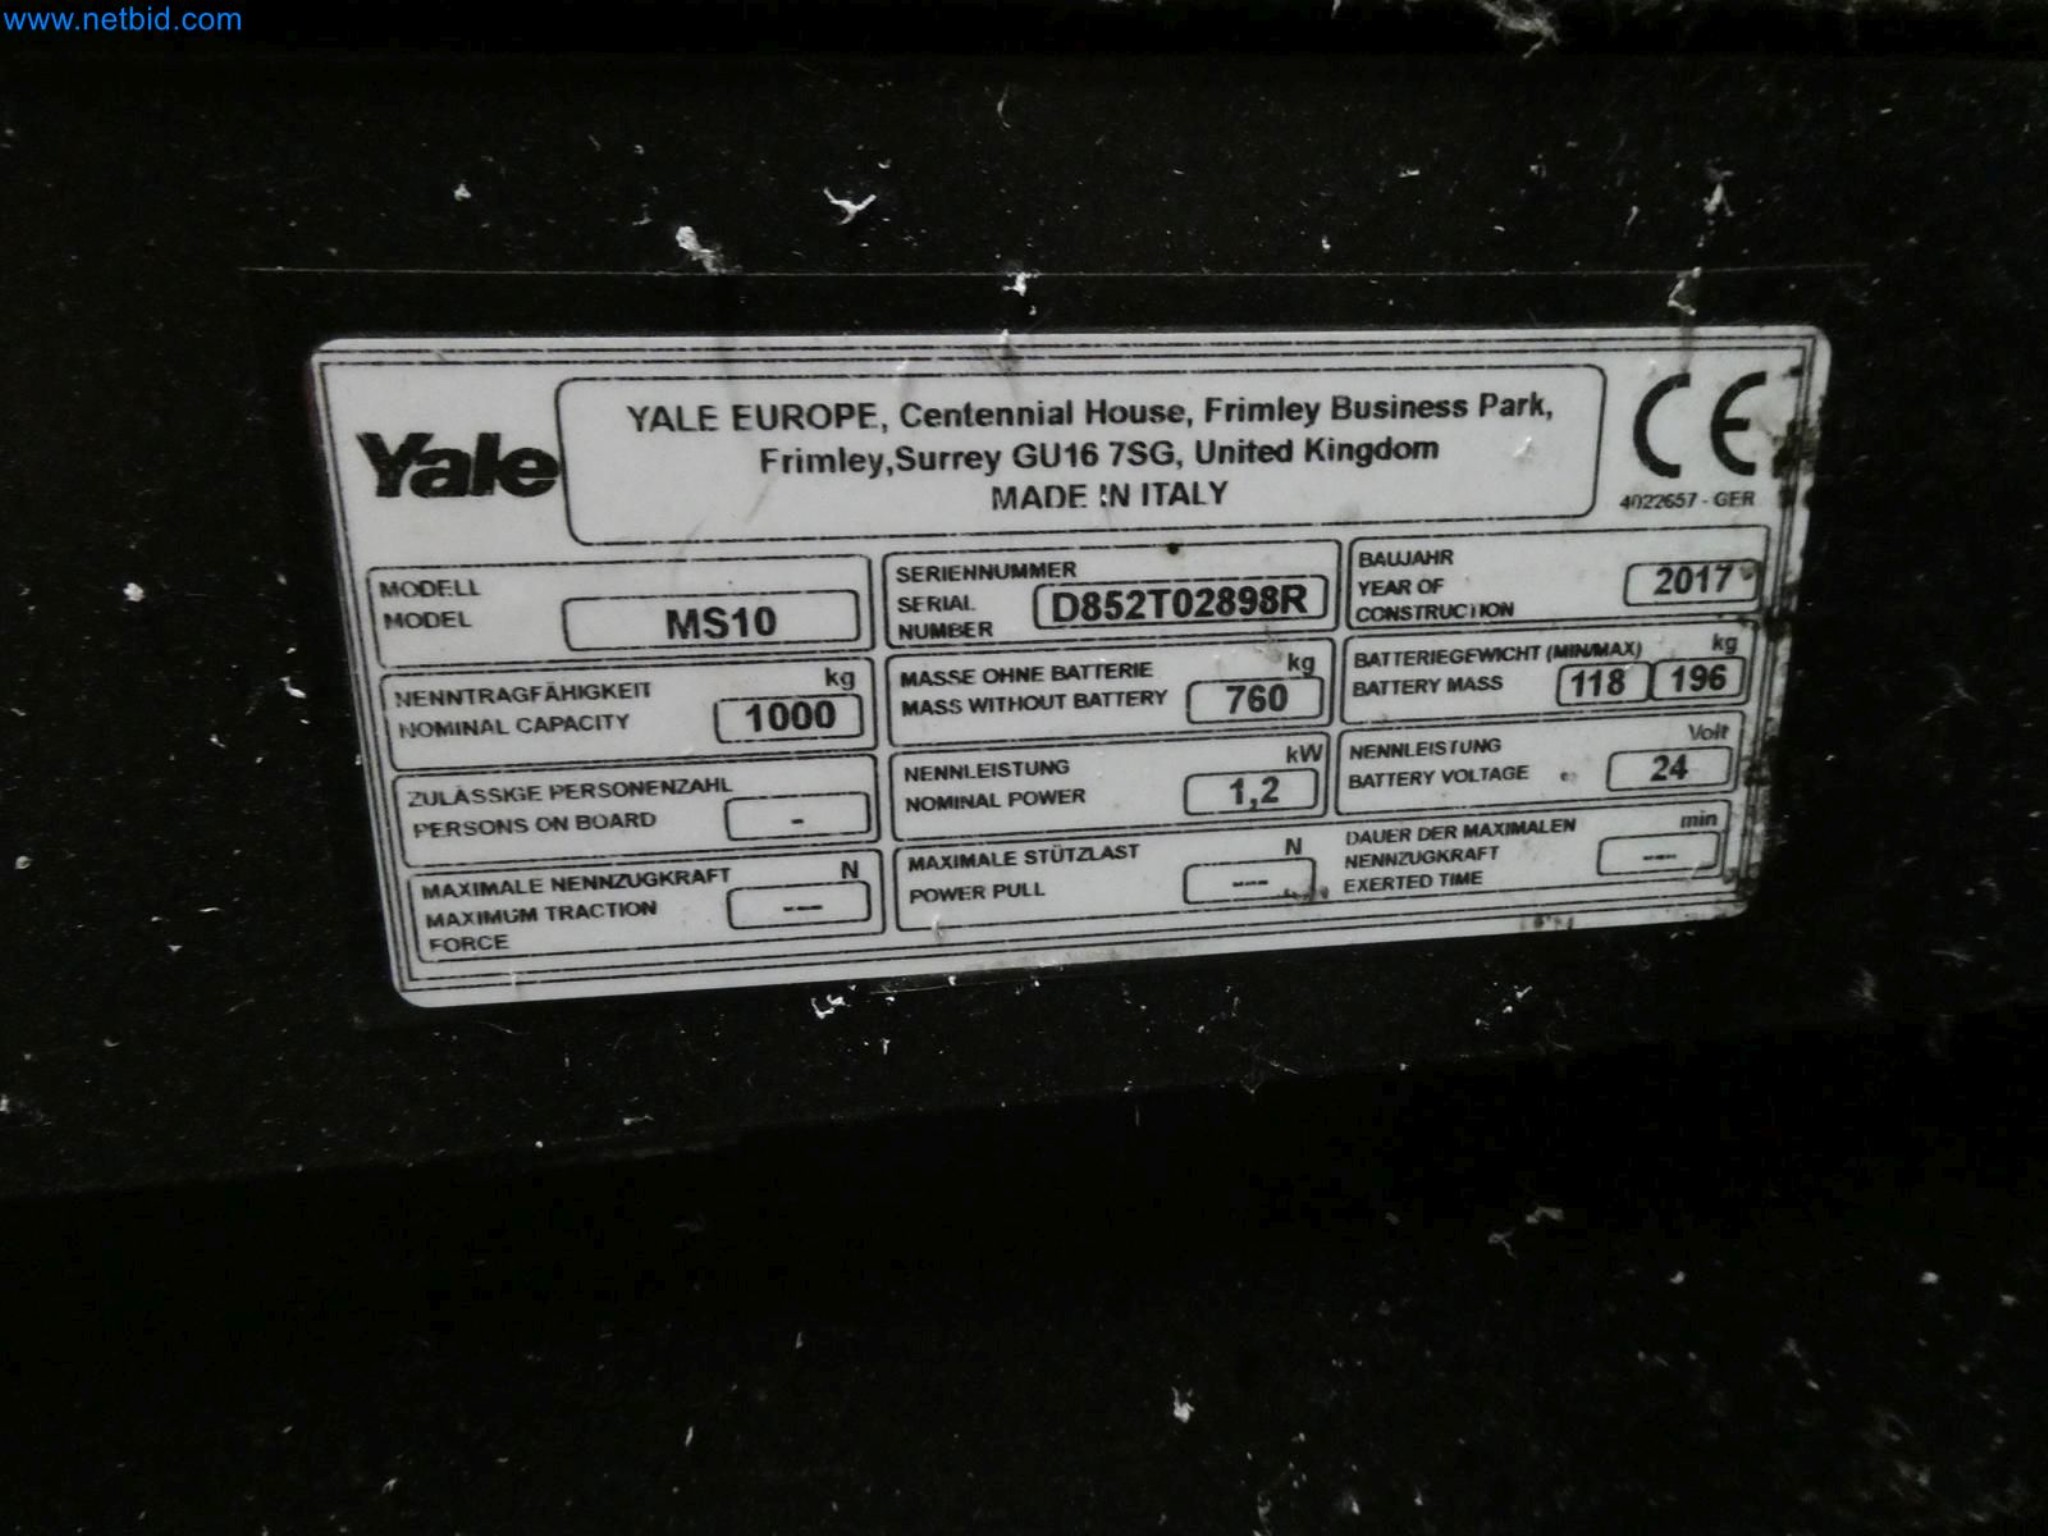 www.netbid.com
Yale
YALE EUROPE, Centennial House, Frimley Business Park,
Frimley,Surrey GU16 7SG, United Kingdom
MADE IN ITALY
CE
4022657 - GER
MODELL
MODEL
MS10
SERIENNUMMER
SERIAL
NUMBER
D852T02898R
BAUJAHR
YEAR OF
CONSTRUCTION
2017
NENNTRAGFÄHIGKEIT
NOMINAL CAPACITY
kg
1000
MASSE OHNE BATTERIE
MASS WITHOUT BATTERY
kg
760
BATTERIEGEWICHT (MIN/MAX)
BATTERY MASS
kg
118 196
ZULÄSSIGE PERSONENZAHL
PERSONS ON BOARD
-
NENNLEISTUNG
NOMINAL POWER
kW
1,2
NENNLEISTUNG
BATTERY VOLTAGE
Volt
24
MAXIMALE NENNZUGKRAFT
MAXIMUM TRACTION
FORCE
N
---
MAXIMALE STÜTZLAST
POWER PULL
N
---
DAUER DER MAXIMALEN
NENNZUGKRAFT
EXERTED TIME
min
---